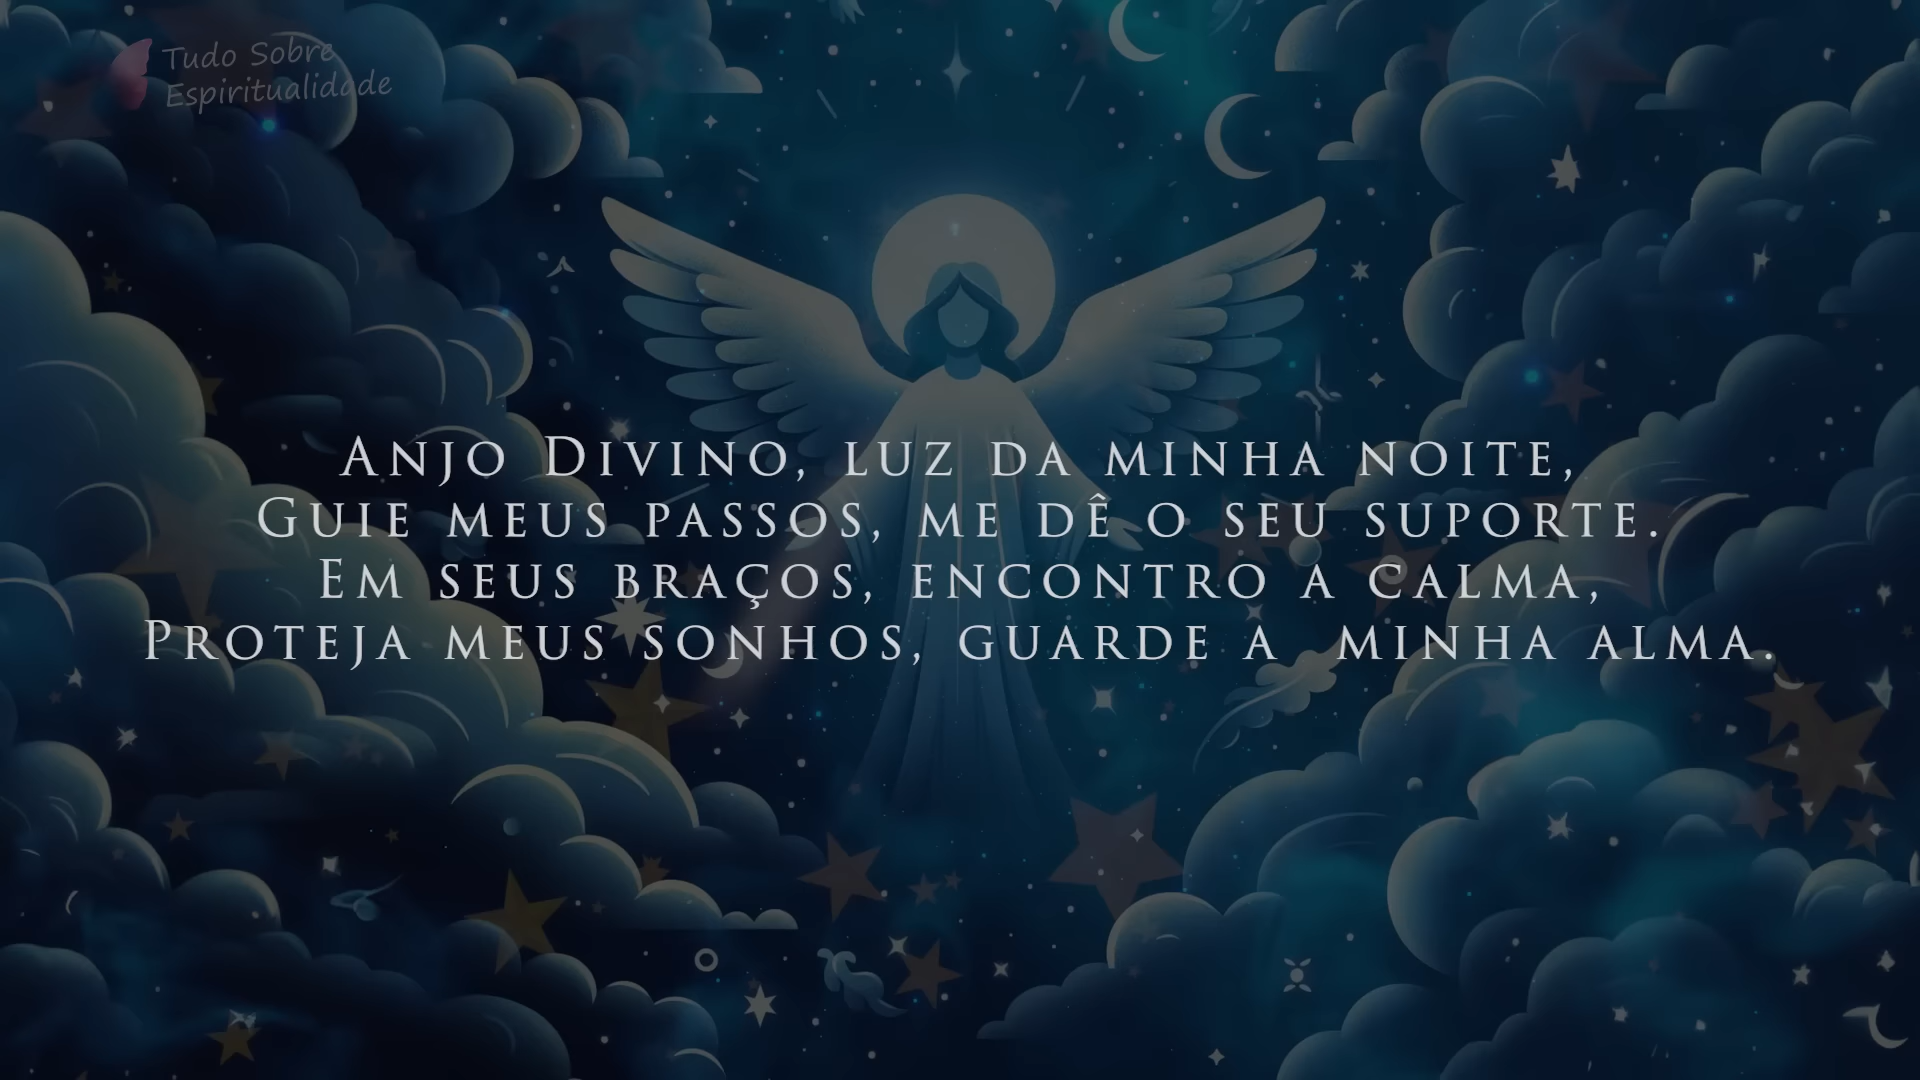 Tudo Sobre
Espiritualidade
Anjo Divino, luz da minha noite,
Guie meus passos, me dê o seu suporte.
Em seus braços, encontro a calma,
Proteja meus sonhos, guarde a  minha alma.